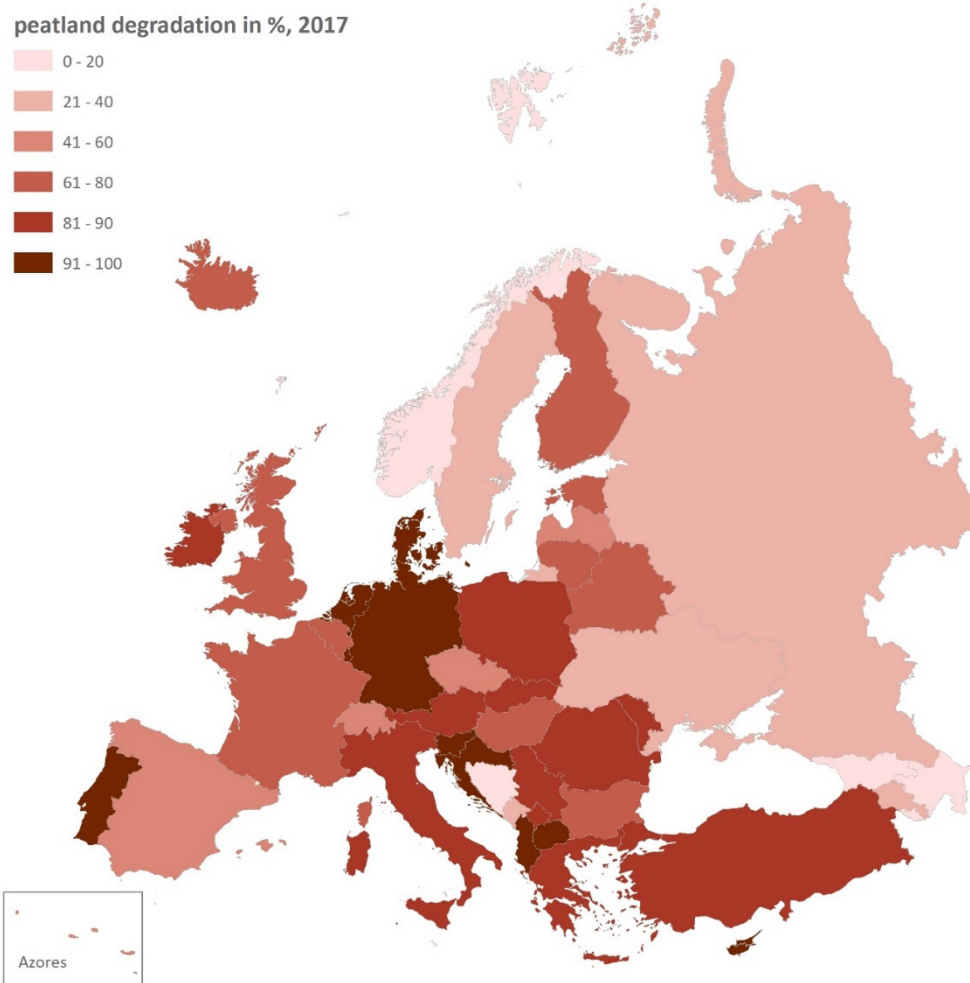 peatland degradation in %, 2017
0 - 20
21 - 40
41 - 60
61 - 80
81 - 90
91 - 100
Azores